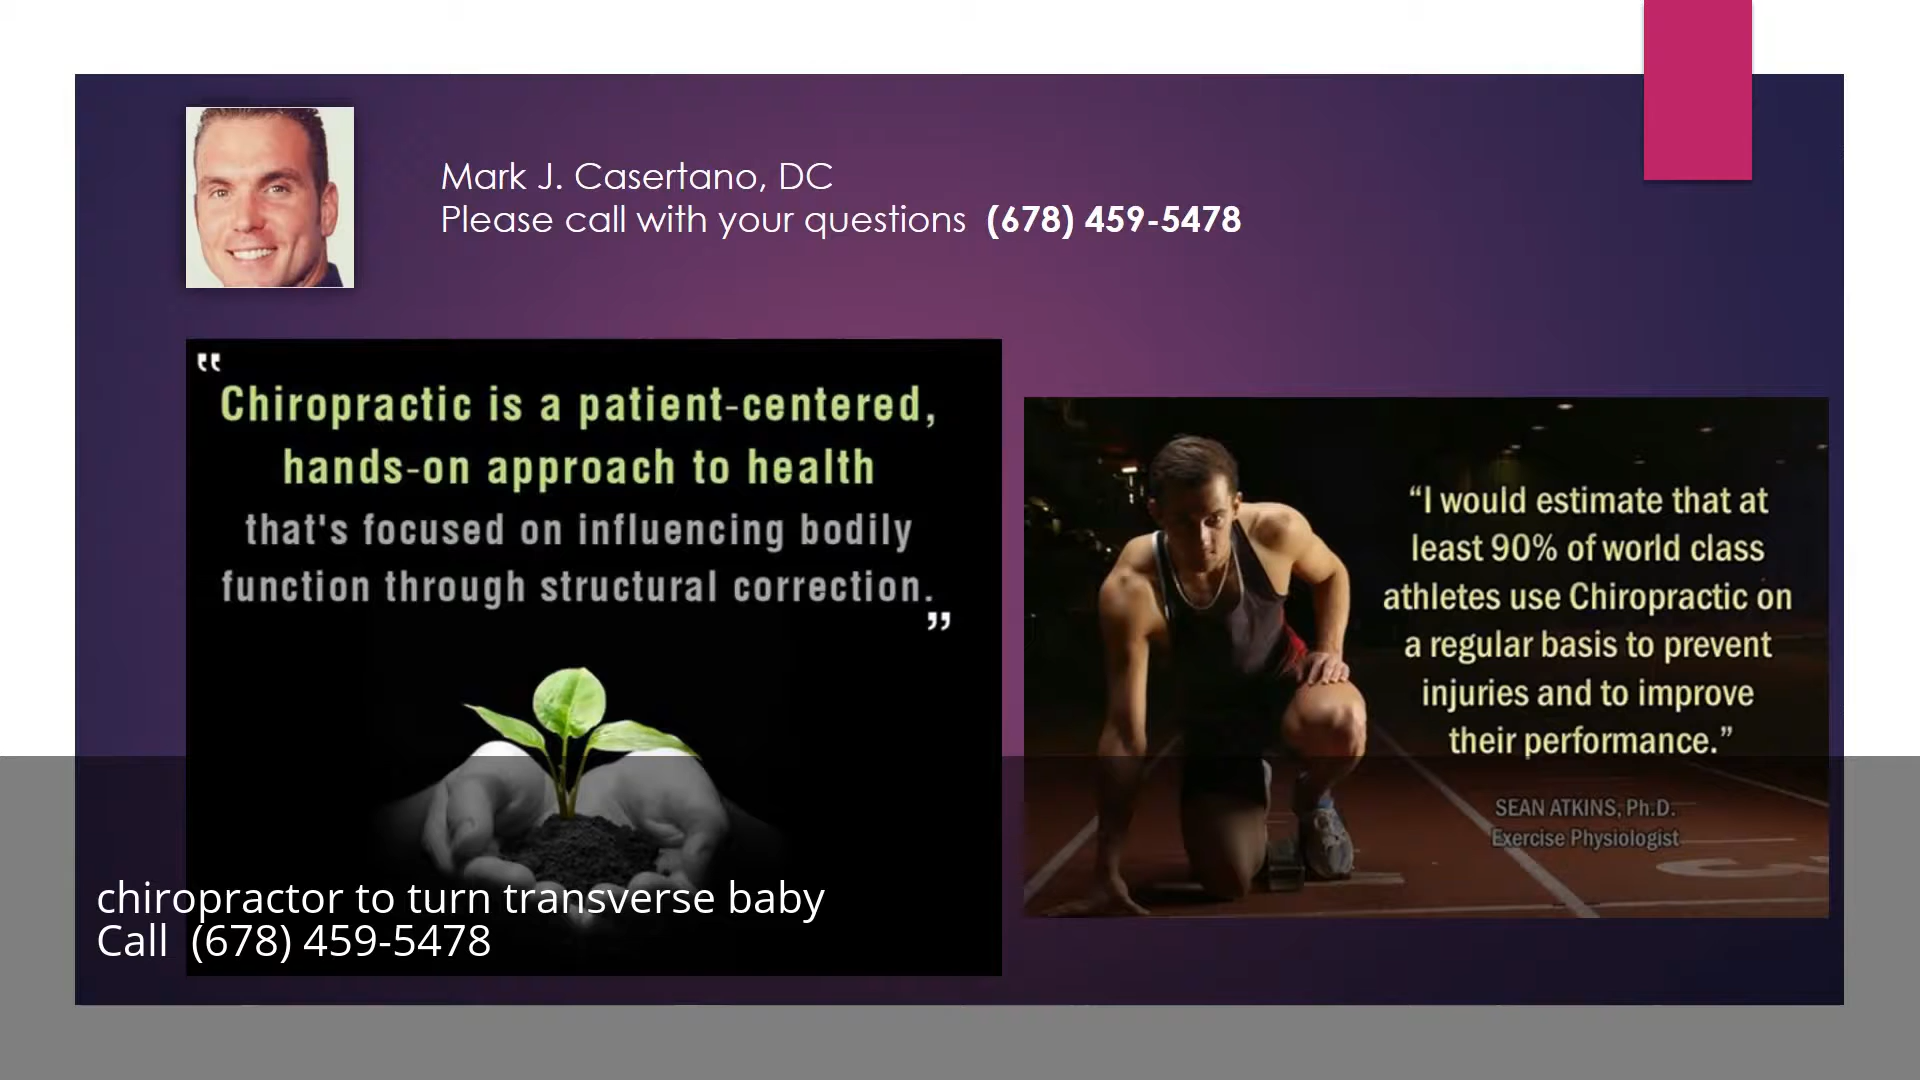 Mark J. Casertano, DC
Please call with your questions (678) 459-5478
"
Chiropractic is a patient-centered,
hands-on approach to health
that's focused on influencing bodily
function through structural correction.
"
“I would estimate that at
least 90% of world class
athletes use Chiropractic on
a regular basis to prevent
injuries and to improve
their performance.”
SEAN ATKINS, Ph.D.
Exercise Physiologist
chiropractor to turn transverse baby
Call (678) 459-5478